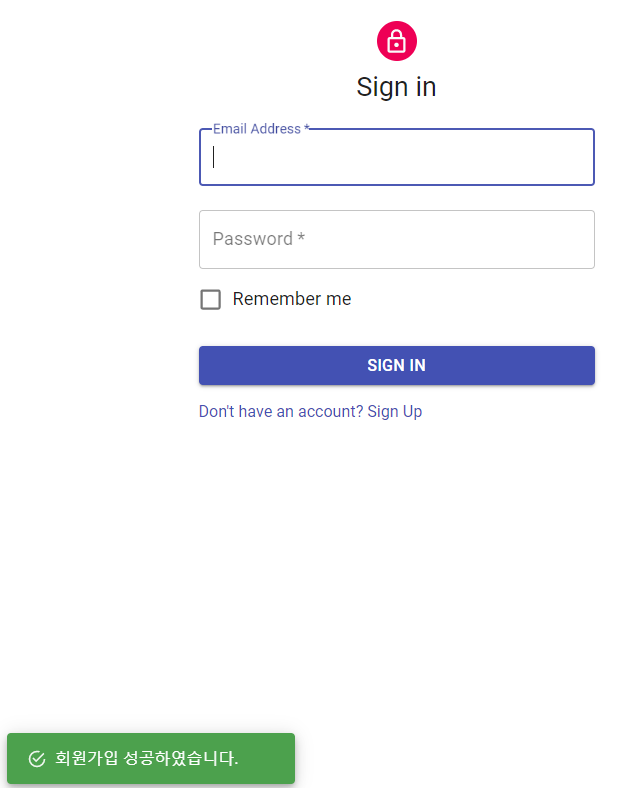 Sign in
Email Address *
Password *
Remember me
SIGN IN
Don't have an account? Sign Up
회원가입 성공하였습니다.